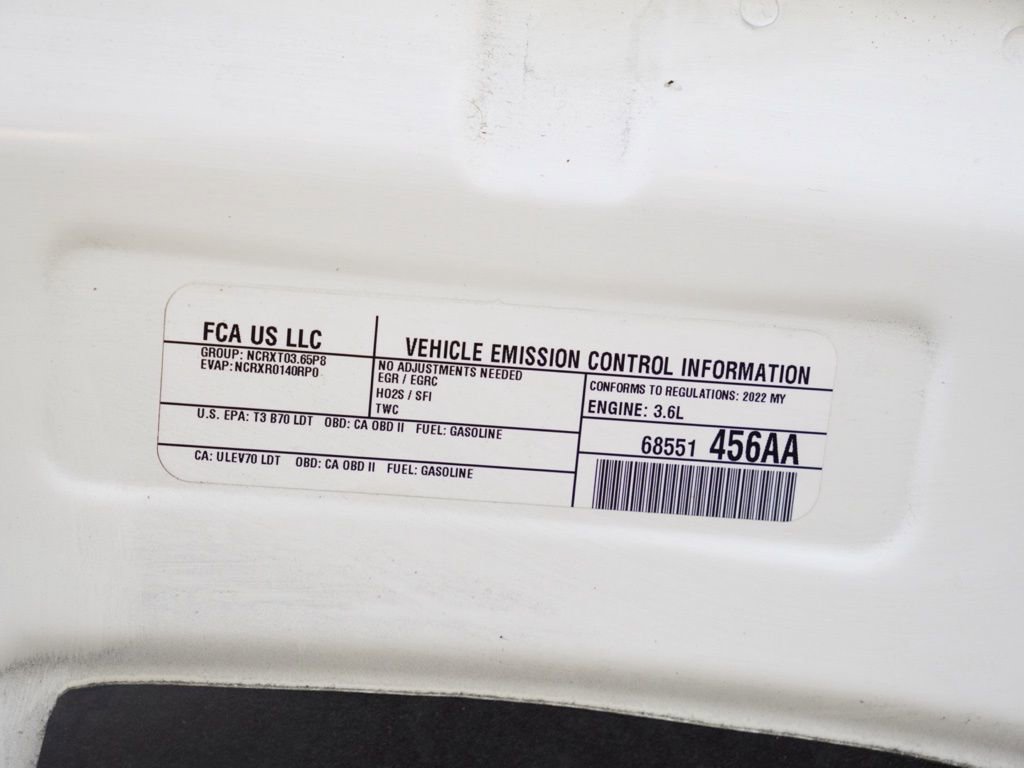 FCA US LLC
VEHICLE EMISSION CONTROL INFORMATION
GROUP: NCRXT03.65P8
EVAP: NCRXR0140RP0
NO ADJUSTMENTS NEEDED
EGR / EGRC
HO2S / SFI
TWC
CONFORMS TO REGULATIONS: 2022 MY
ENGINE: 3.6L
U.S. EPA: T3 B70 LDT OBD: CA OBD II FUEL: GASOLINE
68551 456AA
CA: ULEV70 LDT OBD: CA OBD II FUEL: GASOLINE